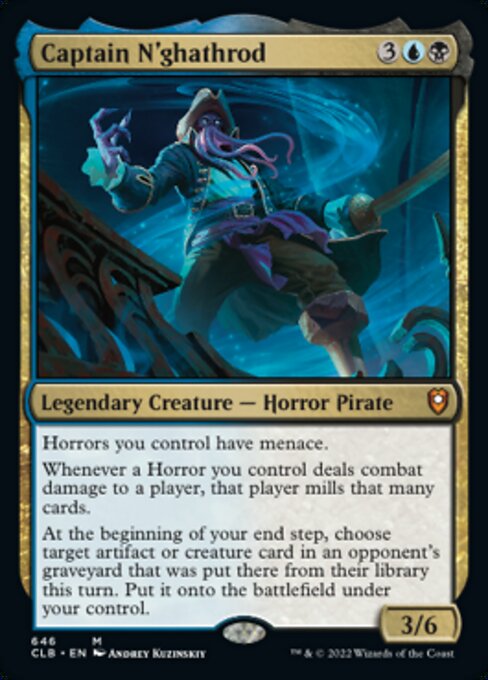 Captain N'ghathrod 3
Legendary Creature — Horror Pirate
Horrors you control have menace.
Whenever a Horror you control deals combat
damage to a player, that player mills that many
cards.
At the beginning of your end step, choose
target artifact or creature card in an opponent's
graveyard that was put there from their library
this turn. Put it onto the battlefield under
your control.
3/6
646 M
CLB • EN Andrey Kuzinskiy
™ & © 2022 Wizards of the Coast